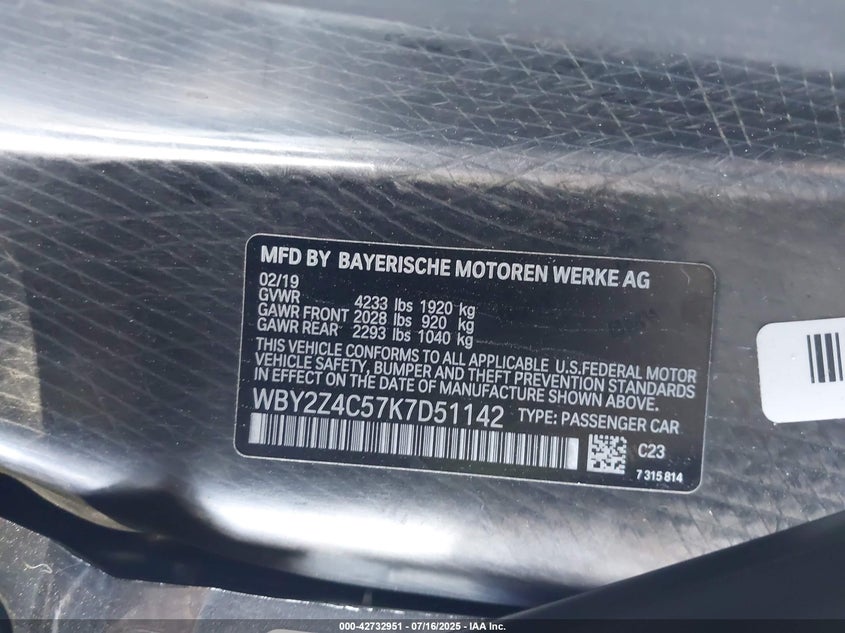 MFD BY BAYERISCHE MOTOREN WERKE AG
02/19
GVWR 4233 lbs 1920 kg
GAWR FRONT 2028 lbs 920 kg
GAWR REAR 2293 lbs 1040 kg
THIS VEHICLE CONFORMS TO ALL APPLICABLE U.S.FEDERAL MOTOR
VEHICLE SAFETY, BUMPER AND THEFT PREVENTION STANDARDS
IN EFFECT ON THE DATE OF MANUFACTURE SHOWN ABOVE.
WBY2Z4C57K7D51142 TYPE: PASSENGER CAR
C23
7 315 814
000-42732951 - 07/16/2025 - IAA Inc.